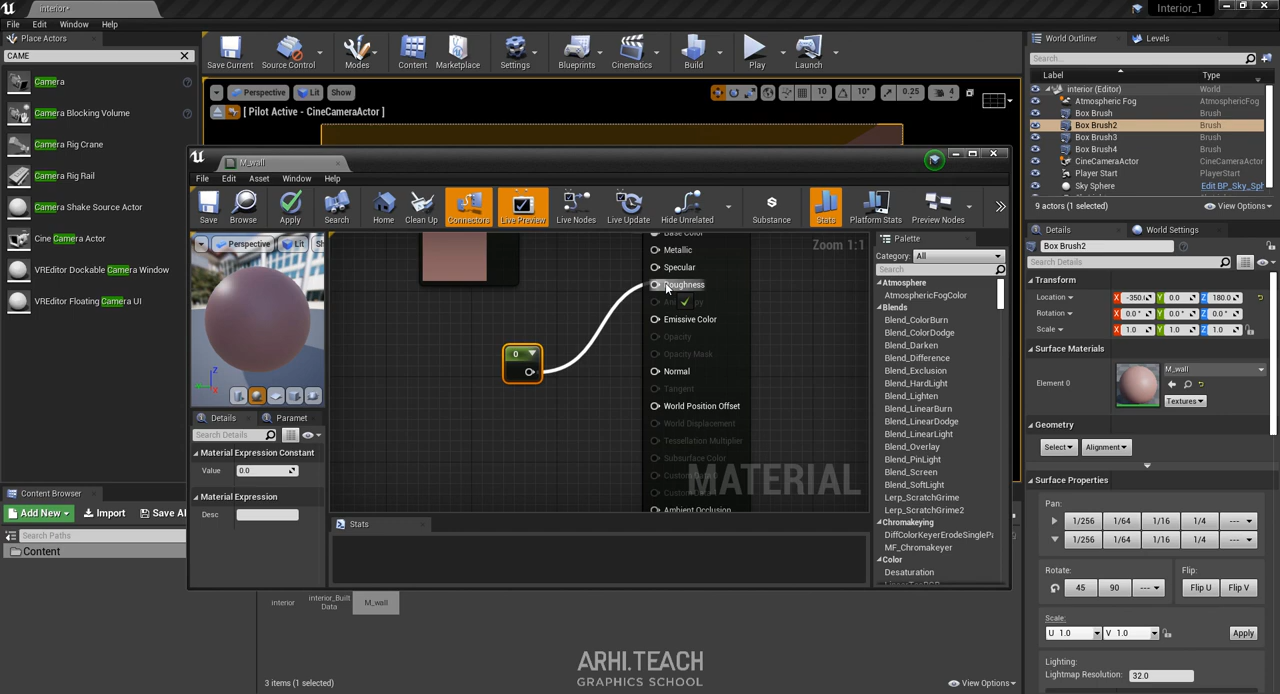 interior•
Interior_1
File Edit Window Help
Place Actors
CAME
Camera
Camera Blocking Volume
Camera Rig Crane
Camera Rig Rail
Camera Shake Source Actor
Cine Camera Actor
VREditor Dockable Camera Window
VREditor Floating Camera UI
Save Current Source Control Modes Content Marketplace Settings Blueprints Cinematics Build Play Launch
Perspective Lit Show 10 10° 0.25 4
[ Pilot Active - CineCameraActor ]
World Outliner Levels
Search...
Label Type
interior (Editor) World
Atmospheric Fog AtmosphericFog
Box Brush Brush
Box Brush2 Brush
Box Brush3 Brush
Box Brush4 Brush
CineCameraActor CineCameraActor
Player Start PlayerStart
Sky Sphere Edit BP_Sky_Sph
9 actors (1 selected) View Options
M_wall
File Edit Asset Window Help
Save Browse Apply Search Home Clean Up Connectors Live Preview Live Nodes Live Update Hide Unrelated Substance Stats Platform Stats Preview Nodes
Perspective Lit Sh
Zoom 1:1
Base Color
Metallic
Specular
Roughness
Emissive Color
Opacity
Opacity Mask
Normal
Tangent
World Position Offset
World Displacement
Tessellation Multiplier
Subsurface Color
Ambient Occlusion
0
MATERIAL
Details Paramet
Search Details
Material Expression Constant
Value 0.0
Material Expression
Desc
Stats
Palette
Category: All
Search
Atmosphere
AtmosphericFogColor
Blends
Blend_ColorBurn
Blend_ColorDodge
Blend_Darken
Blend_Difference
Blend_Exclusion
Blend_HardLight
Blend_Lighten
Blend_LinearBurn
Blend_LinearDodge
Blend_LinearLight
Blend_Overlay
Blend_PinLight
Blend_Screen
Blend_SoftLight
Lerp_ScratchGrime
Lerp_ScratchGrime2
Chromakeying
DiffColorKeyerErodeSinglePa
MF_Chromakeyer
Color
Desaturation
Details World Settings
Box Brush2
Search Details
Transform
Location X -350.( Y 0.0 Z 180.0
Rotation X 0.0° Y 0.0° Z 0.0°
Scale X 1.0 Y 1.0 Z 1.0
Surface Materials
Element 0 M_wall
Textures
Geometry
Select Alignment
Surface Properties
Pan:
1/256 1/64 1/16 1/4 ---
1/256 1/64 1/16 1/4 ---
Rotate: Flip:
45 90 --- Flip U Flip V
Scale:
U 1.0 V 1.0 Apply
Lighting:
Lightmap Resolution: 32.0
Content Browser
Add New Import Save Al
Search Paths
Content
interior interior_Built Data M_wall
3 items (1 selected) View Options
ARHI.TEACH
GRAPHICS SCHOOL